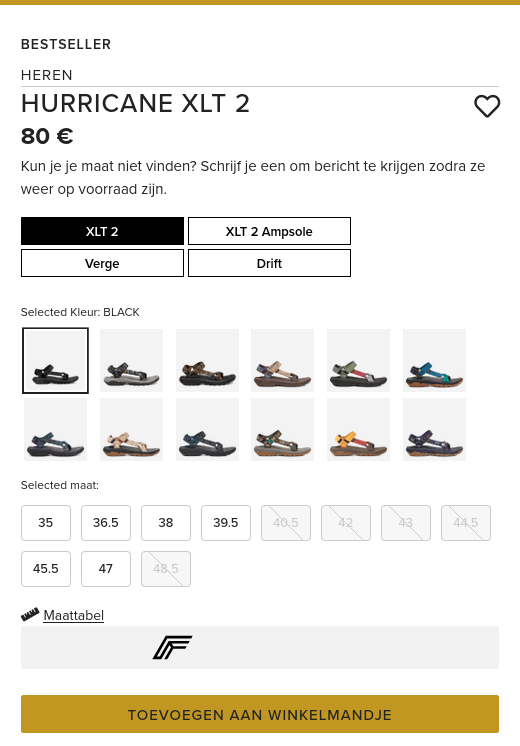 BESTSELLER
HEREN
HURRICANE XLT 2
80 €
Kun je je maat niet vinden? Schrijf je een om bericht te krijgen zodra ze
weer op voorraad zijn.
XLT 2
XLT 2 Ampsole
Verge
Drift
Selected Kleur: BLACK
Selected maat:
35
36.5
38
39.5
40.5
42
43
44.5
45.5
47
48.5
Maattabel
TOEVOEGEN AAN WINKELMANDJE